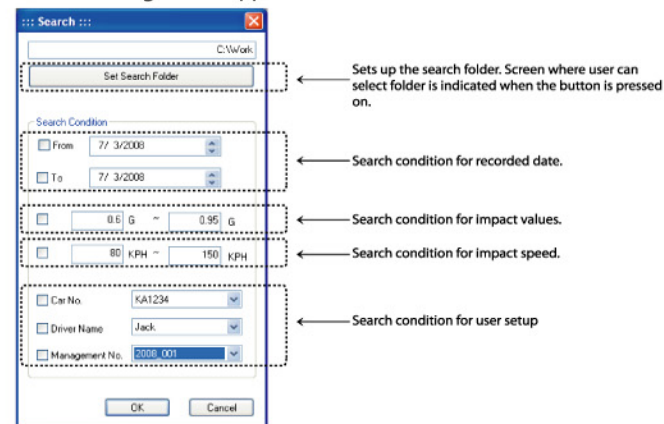 ::: Search :::
C:\Work
Set Search Folder
Sets up the search folder. Screen where user can
select folder is indicated when the button is pressed
on.
Search Condition
From 7/ 3/2008
To 7/ 3/2008
Search condition for recorded date.
0.6 G ~ 0.95 G
Search condition for impact values.
80 KPH ~ 150 KPH
Search condition for impact speed.
Car No. KA1234
Driver Name Jack
Management No. 2008_001
Search condition for user setup
OK Cancel